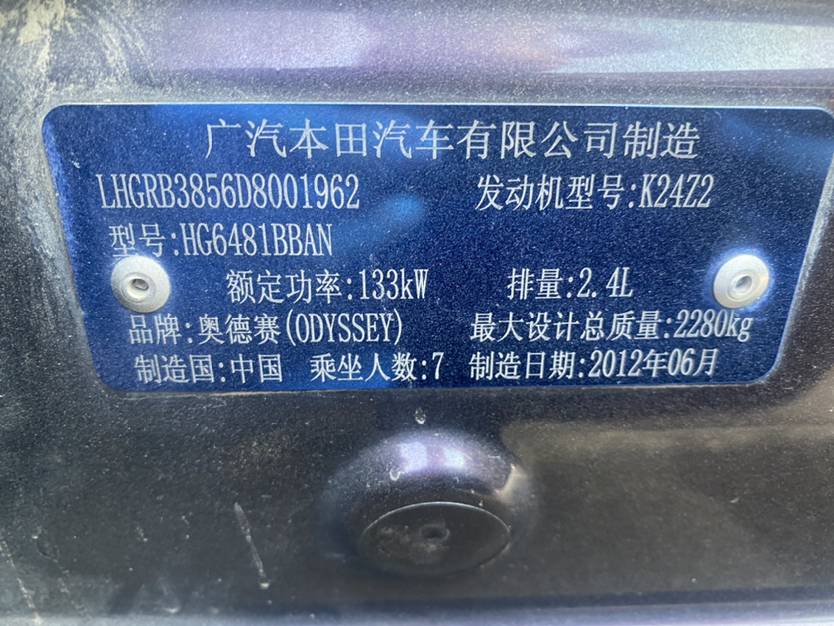 广汽本田汽车有限公司制造
LHGRB3856D8001962 发动机型号:K24Z2
型号:HG6481BBAN
额定功率:133kW 排量:2.4L
品牌:奥德赛(ODYSSEY) 最大设计总质量:2280kg
制造国:中国 乘坐人数:7 制造日期:2012年06月